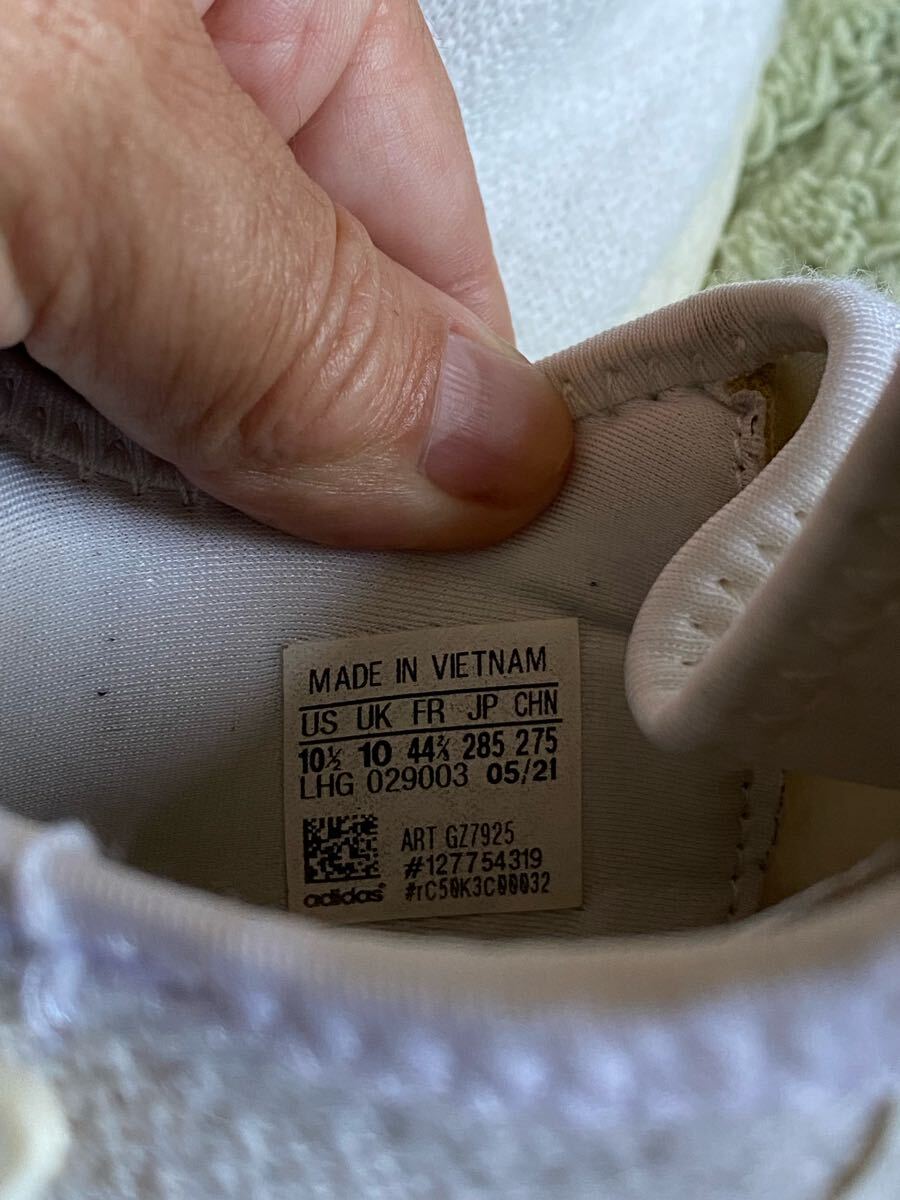 MADE IN VIETNAM
US UK FR JP CHN
10½ 10 44⅔ 285 275
LHG 029003 05/21
ART GZ7925
#127754319
adidas #rC50K3C00032